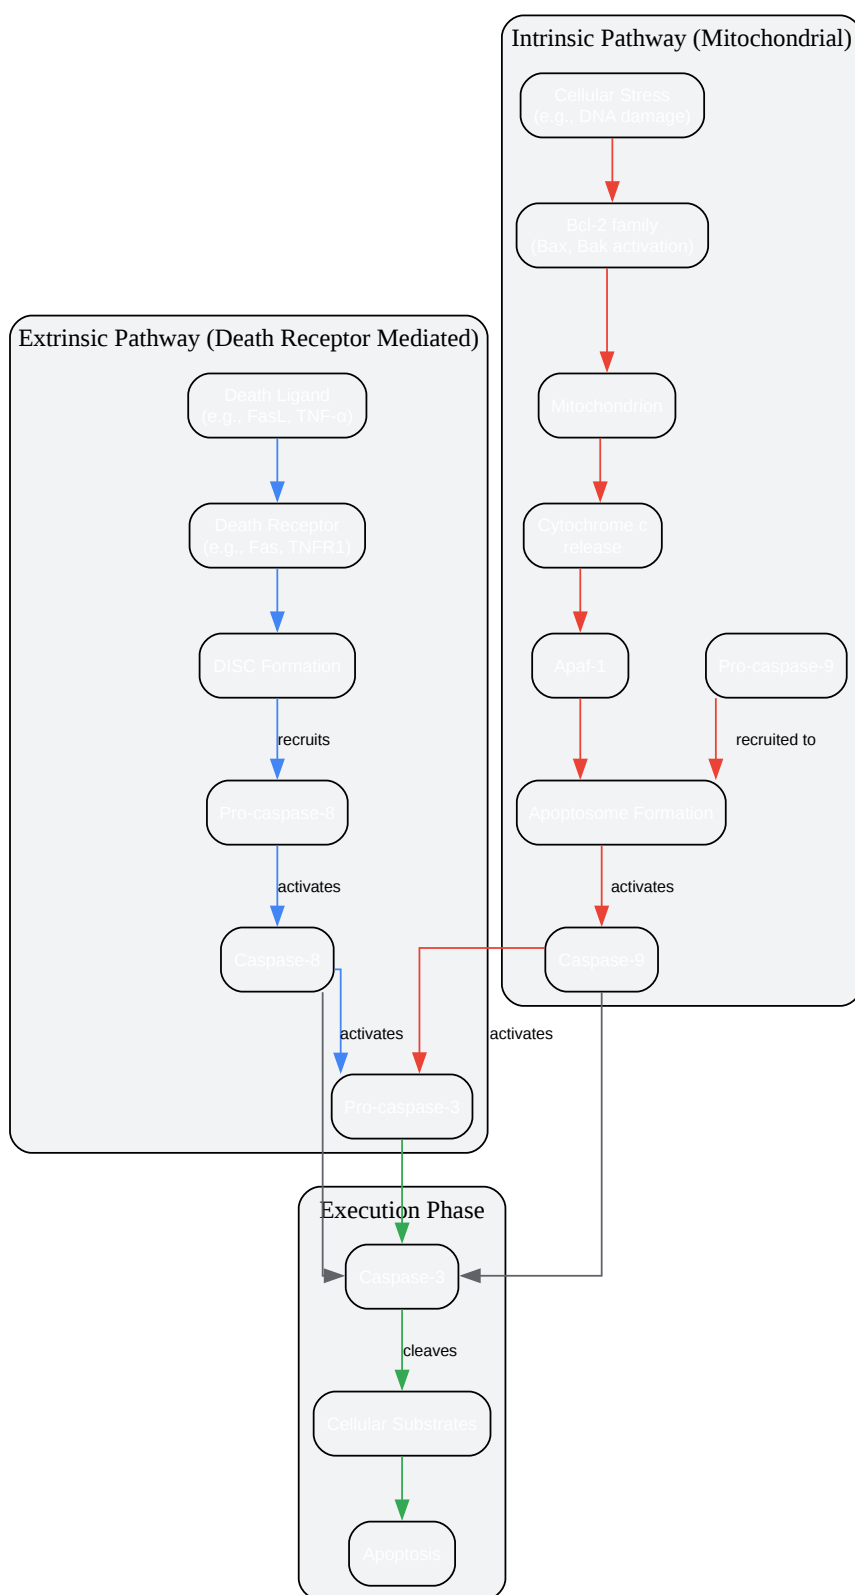 Intrinsic Pathway (Mitochondrial)
Cellular Stress
(e.g., DNA damage)
Bcl-2 family
(Bax, Bak activation)
Mitochondrion
Cytochrome c
release
Apaf-1
Pro-caspase-9
recruited to
Apoptosome Formation
activates
Caspase-9
activates
Extrinsic Pathway (Death Receptor Mediated)
Death Ligand
(e.g., FasL, TNF-α)
Death Receptor
(e.g., Fas, TNFR1)
DISC Formation
recruits
Pro-caspase-8
activates
Caspase-8
activates
Pro-caspase-3
Execution Phase
Caspase-3
cleaves
Cellular Substrates
Apoptosis